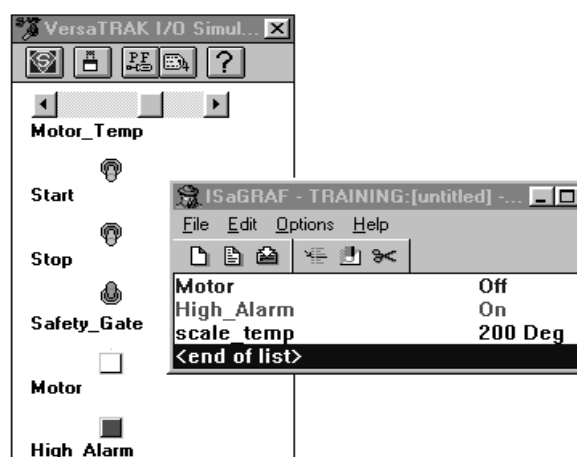 VersaTRAK I/O Simul...
PF
?
Motor_Temp
Start
Stop
Safety_Gate
Motor
High_Alarm
ISaGRAF - TRAINING:[untitled] -...
File Edit Options Help
Motor Off
High_Alarm On
scale_temp 200 Deg
<end of list>